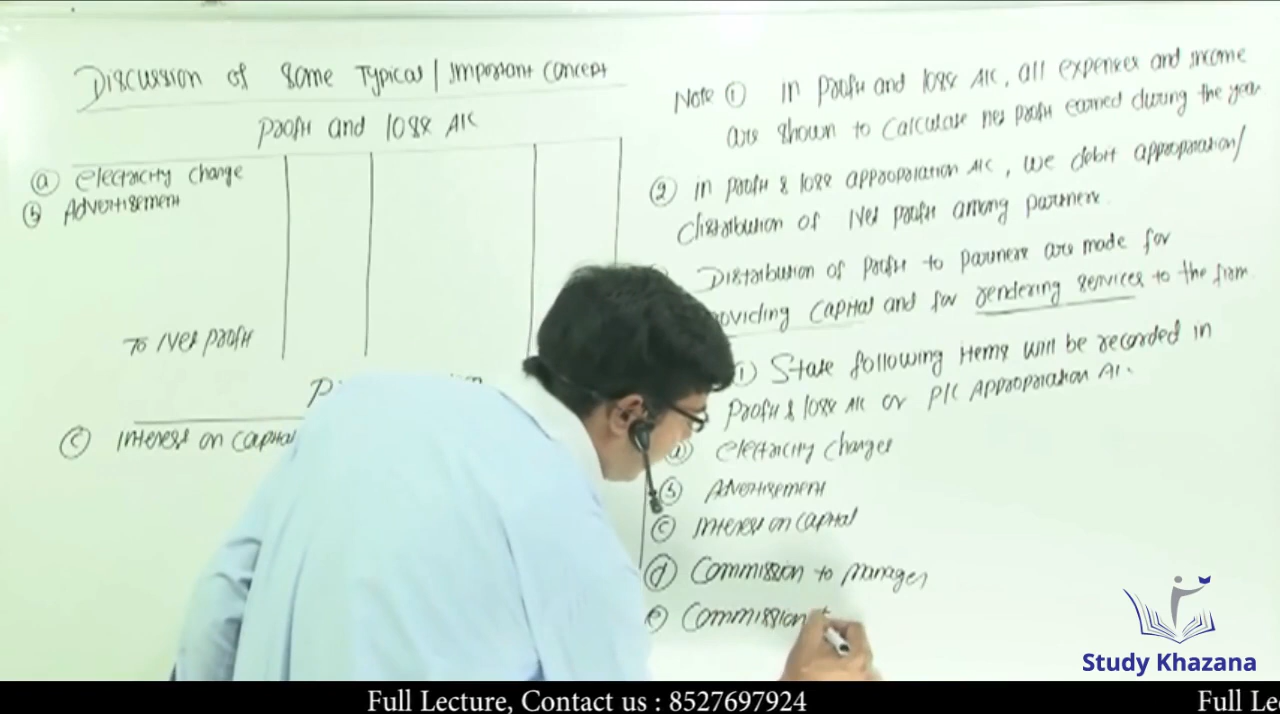 Discussion of some Typical / Important Concept
Profit and loss A/C
(a) Electricity change
(b) Advertisement
To Net profit
(c) Interest on capital
Note (1) In profit and loss A/C, all expenses and income
are shown to calculate net profit earned during the year
(2) In profit & loss appropriation A/C, we debit appropriation/
distribution of Net profit among partners.
Distribution of profit to partners are made for
providing capital and for rendering services to the firm.
1) State following items will be recorded in
profit & loss A/C or P/L Appropriation A/C.
(a) electricity charges
(b) Advertisement
(c) Interest on capital
(d) Commission to manager
(e) Commission
Study Khazana
Full Lecture, Contact us : 8527697924
Full Le